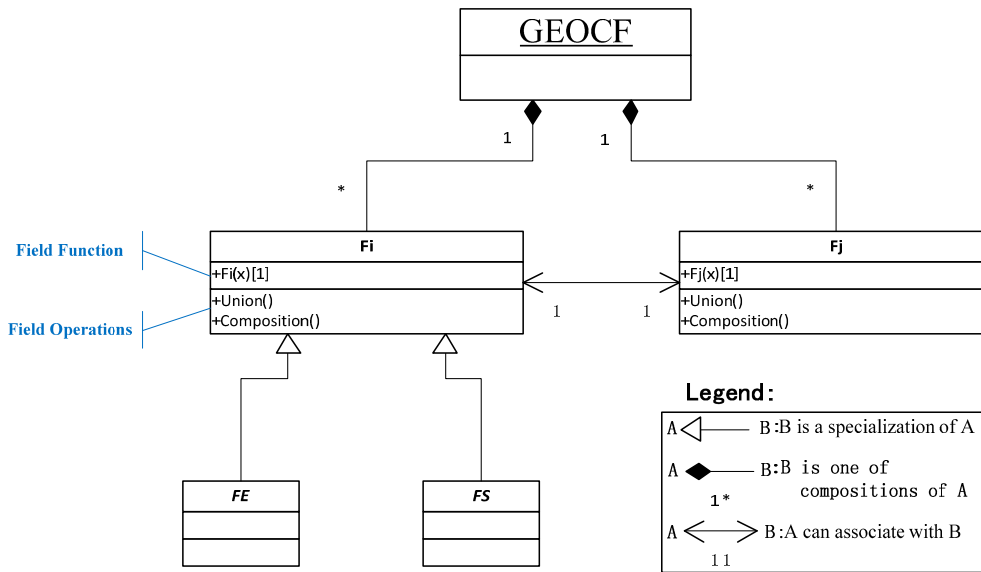 GEOCF
1
1
*
*
Field Function
Fi
+Fi(x)[1]
+Union()
+Composition()
Field Operations
Fj
+Fj(x)[1]
+Union()
+Composition()
1
1
FE
FS
Legend:
A B:B is a specialization of A
A B:B is one of
compositions of A
1*
A B:A can associate with B
11